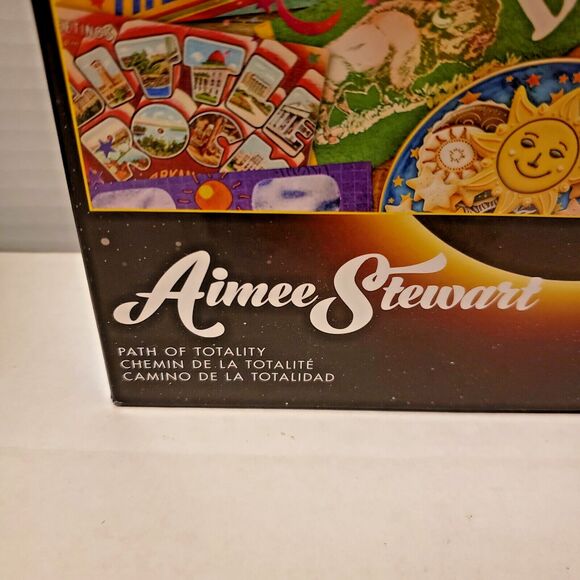 Aimee Stewart
PATH OF TOTALITY
CHEMIN DE LA TOTALITÉ
CAMINO DE LA TOTALIDAD